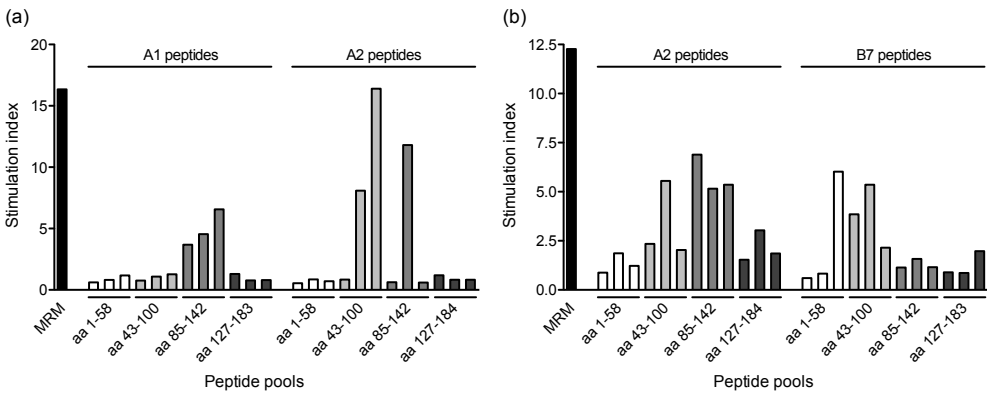 (a)
A1 peptides
A2 peptides
Stimulation index
20
15
10
5
0
MRM
aa 1-58
aa 43-100
aa 85-142
aa 127-183
aa 1-58
aa 43-100
aa 85-142
aa 127-184
Peptide pools
(b)
A2 peptides
B7 peptides
Stimulation index
12.5
10.0
7.5
5.0
2.5
0.0
MRM
aa 1-58
aa 43-100
aa 85-142
aa 127-184
aa 1-58
aa 43-100
aa 85-142
aa 127-183
Peptide pools